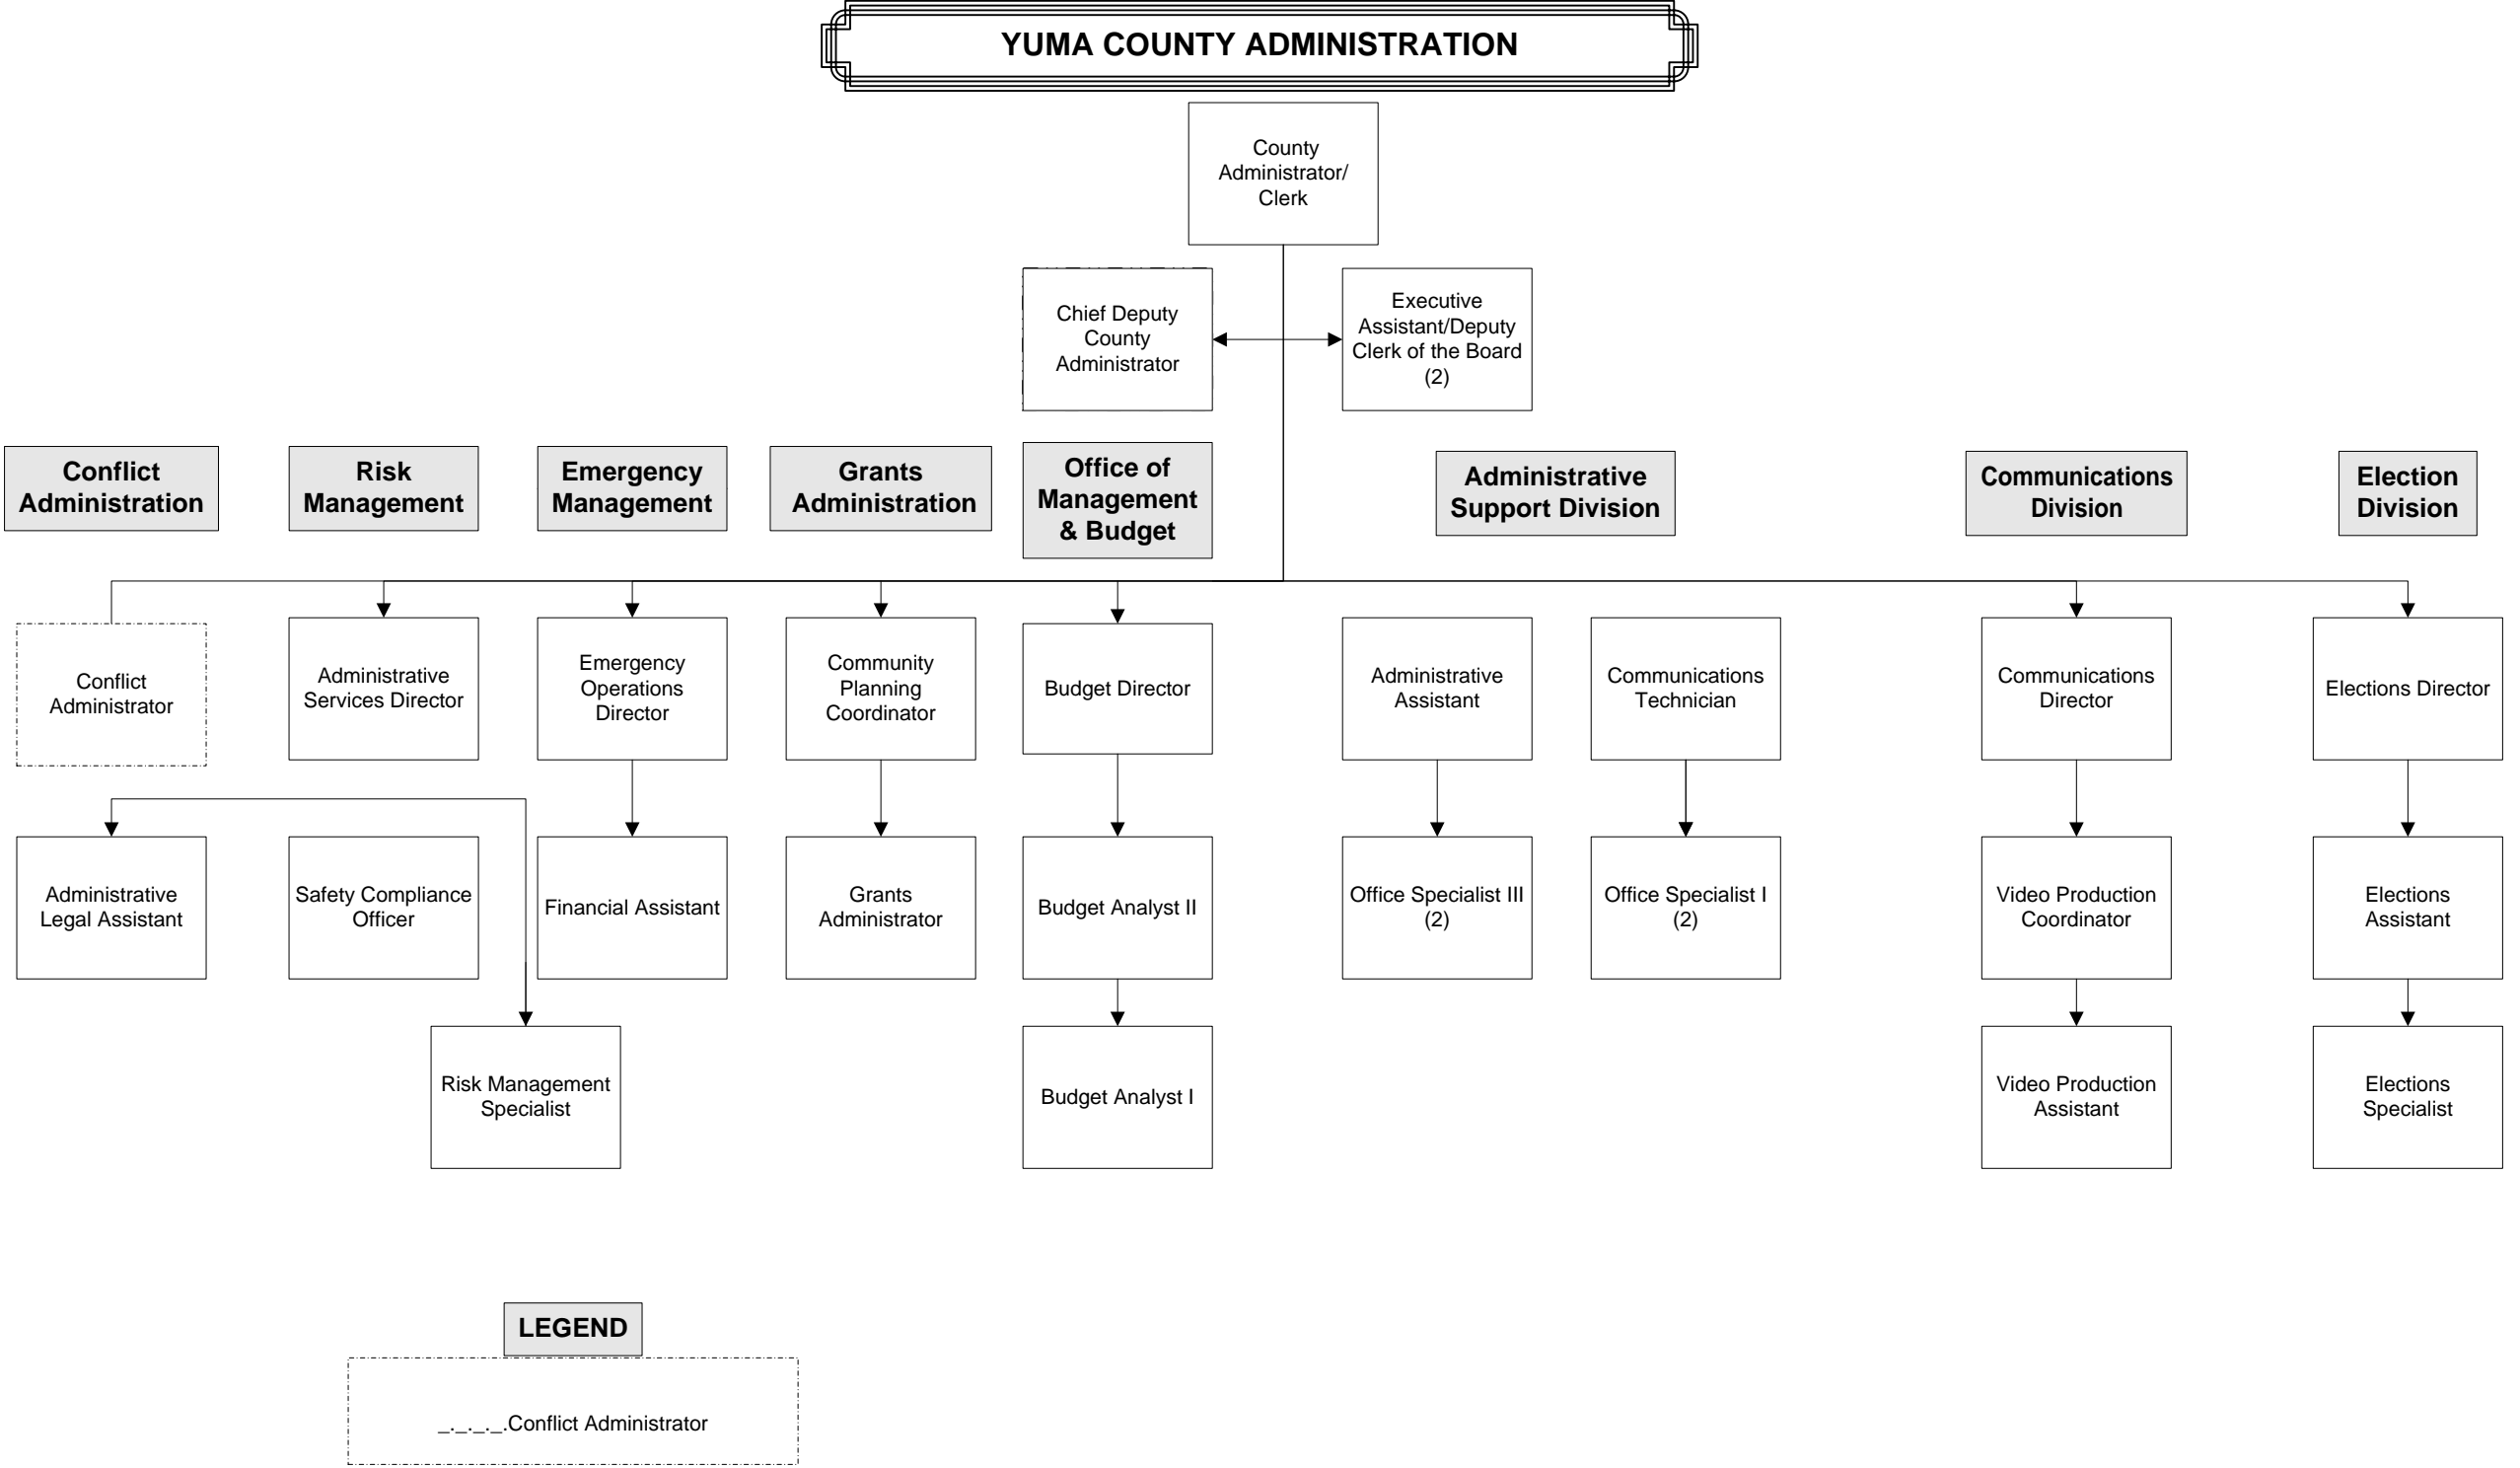 YUMA COUNTY ADMINISTRATION
County
Administrator/
Clerk
Chief Deputy
County
Administrator
Executive
Assistant/Deputy
Clerk of the Board
(2)
Conflict
Administration
Risk
Management
Emergency
Management
Grants
Administration
Office of
Management
& Budget
Administrative
Support Division
Communications
Division
Election
Division
Conflict
Administrator
Administrative
Services Director
Emergency
Operations
Director
Community
Planning
Coordinator
Budget Director
Administrative
Assistant
Communications
Technician
Communications
Director
Elections Director
Administrative
Legal Assistant
Safety Compliance
Officer
Financial Assistant
Grants
Administrator
Budget Analyst II
Office Specialist III
(2)
Office Specialist I
(2)
Video Production
Coordinator
Elections
Assistant
Risk Management
Specialist
Budget Analyst I
Video Production
Assistant
Elections
Specialist
LEGEND
_._._._.Conflict Administrator